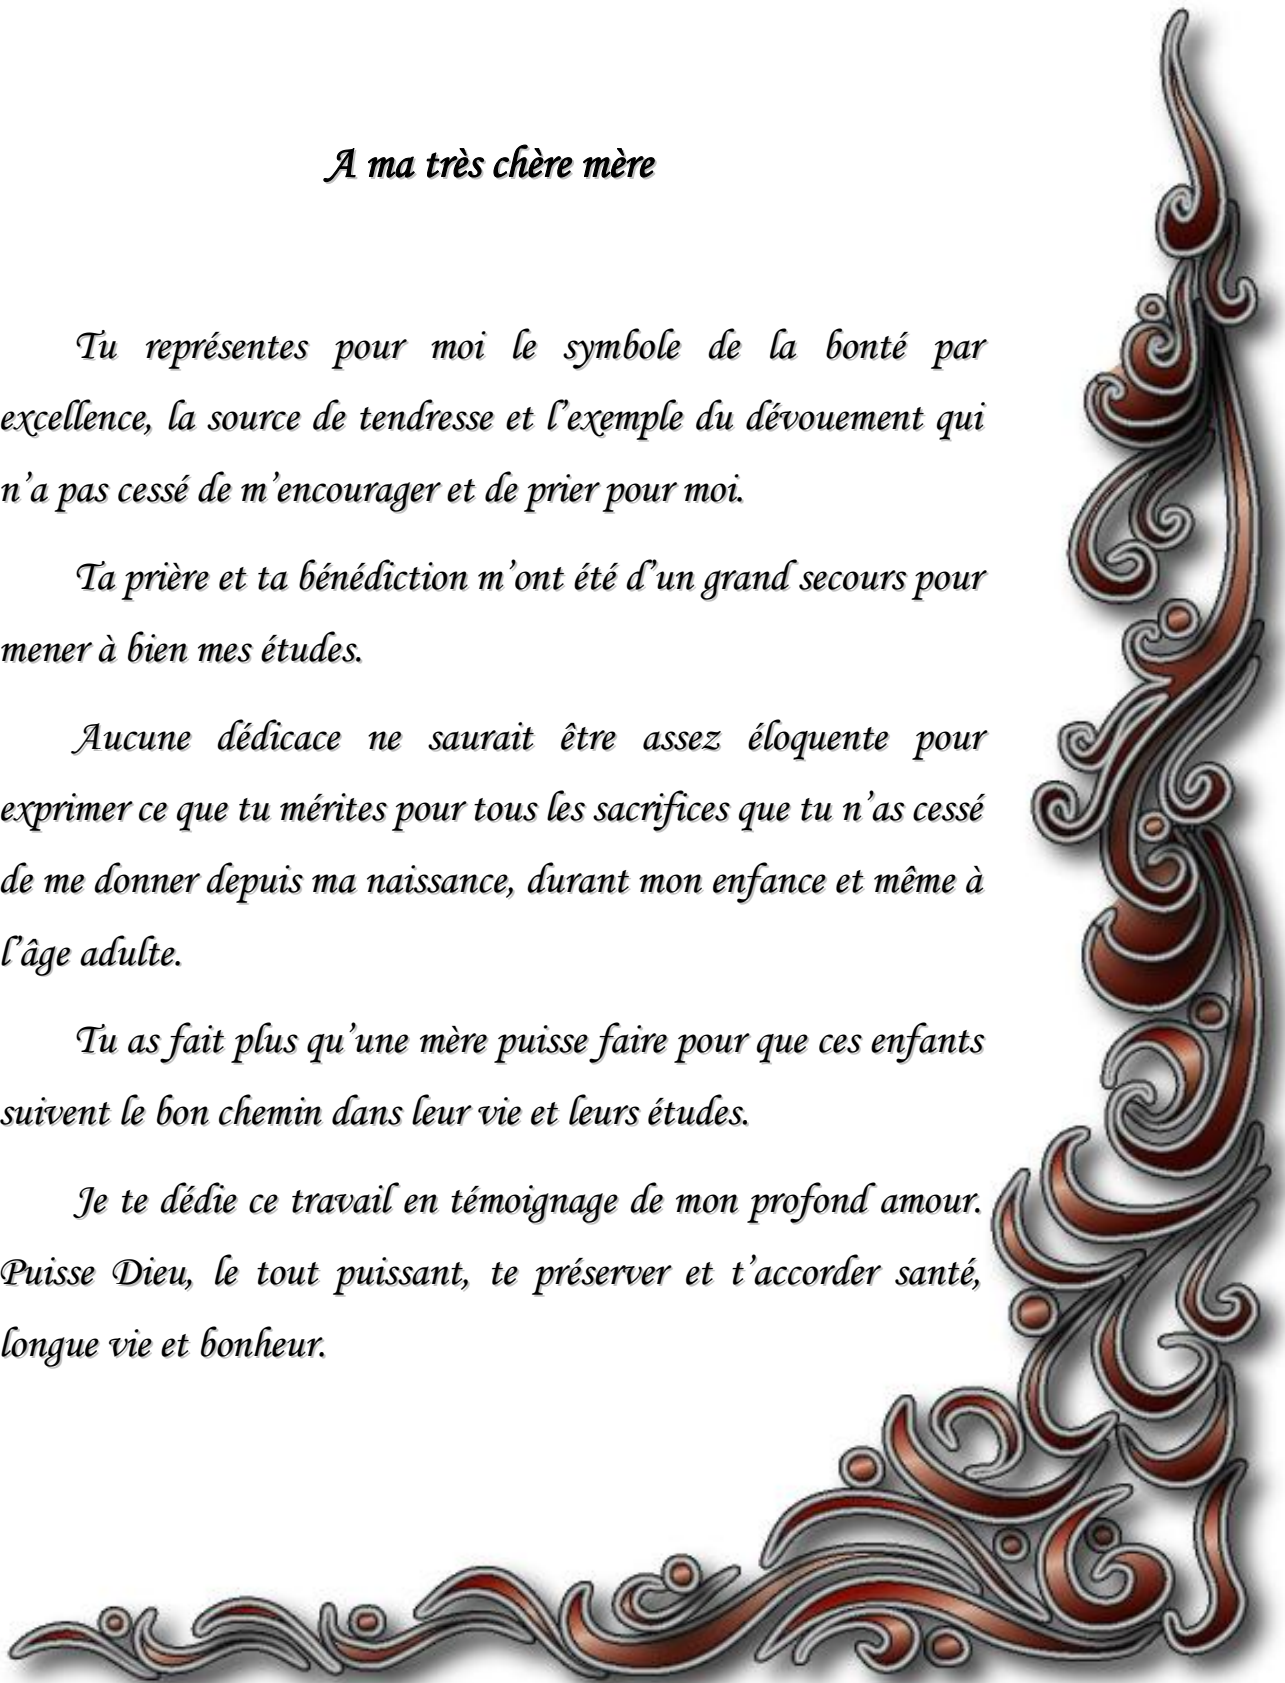 A ma très chère mère
Tu représentes pour moi le symbole de la bonté par
excellence, la source de tendresse et l’exemple du dévouement qui
n’a pas cessé de m’encourager et de prier pour moi.
Ta prière et ta bénédiction m’ont été d’un grand secours pour
mener à bien mes études.
Aucune dédicace ne saurait être assez éloquente pour
exprimer ce que tu mérites pour tous les sacrifices que tu n’as cessé
de me donner depuis ma naissance, durant mon enfance et même à
l’âge adulte.
Tu as fait plus qu’une mère puisse faire pour que ces enfants
suivent le bon chemin dans leur vie et leurs études.
Je te dédie ce travail en témoignage de mon profond amour.
Puisse Dieu, le tout puissant, te préserver et t’accorder santé,
longue vie et bonheur.